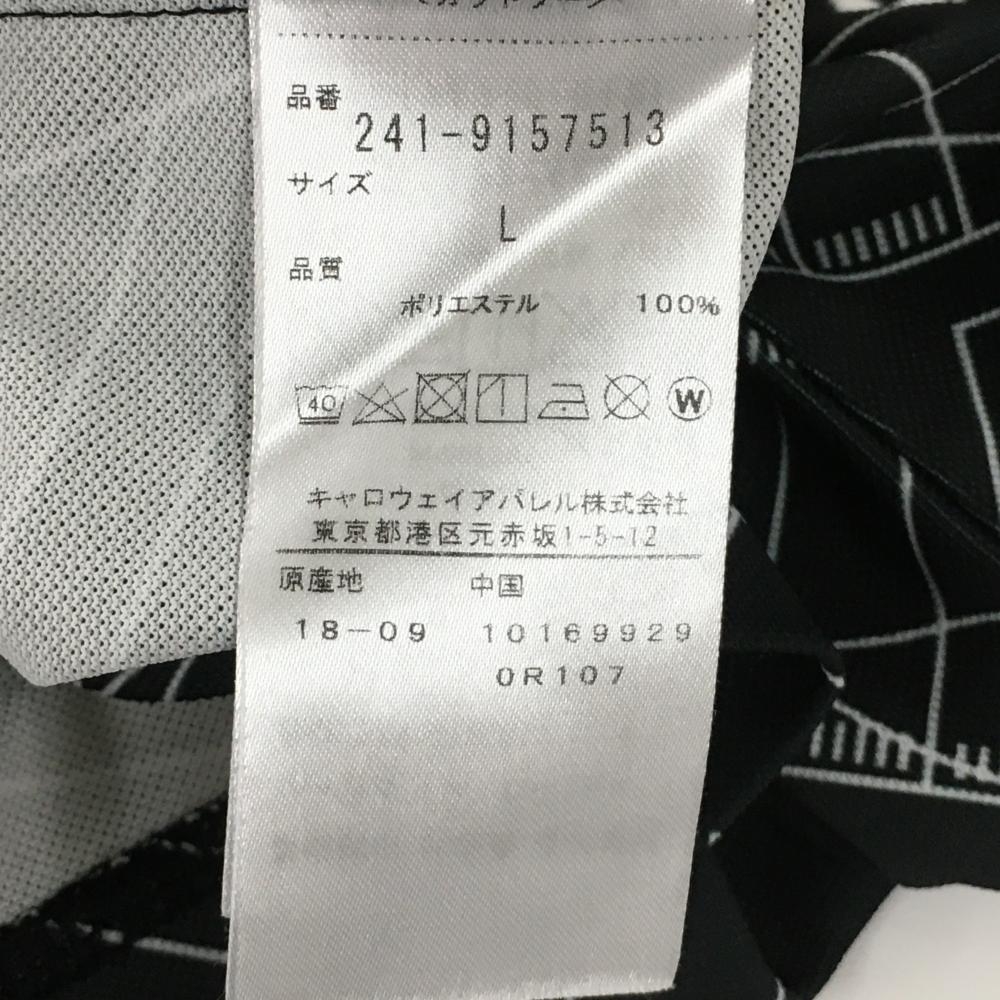 品番
241-9157513
サイズ
L
品質
ポリエステル 100%
40 W
キャロウェイアパレル株式会社
東京都港区元赤坂1-5-12
原産地 中国
18-09 10169929
0R107